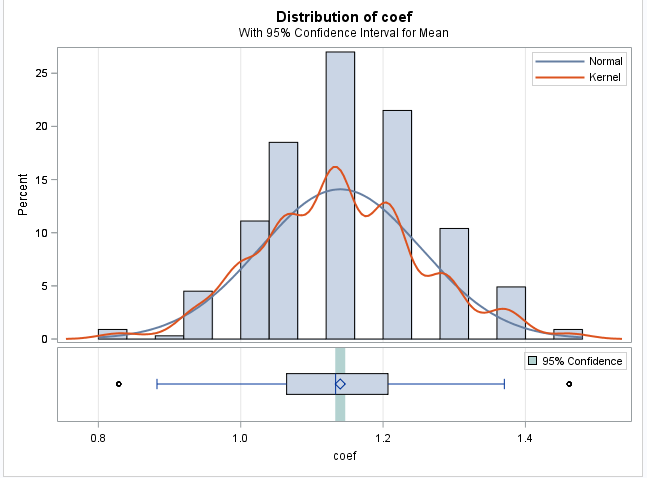 Distribution of coef
With 95% Confidence Interval for Mean
Normal
Kernel
25
20
15
10
5
0
Percent
95% Confidence
0.8 1.0 1.2 1.4
coef